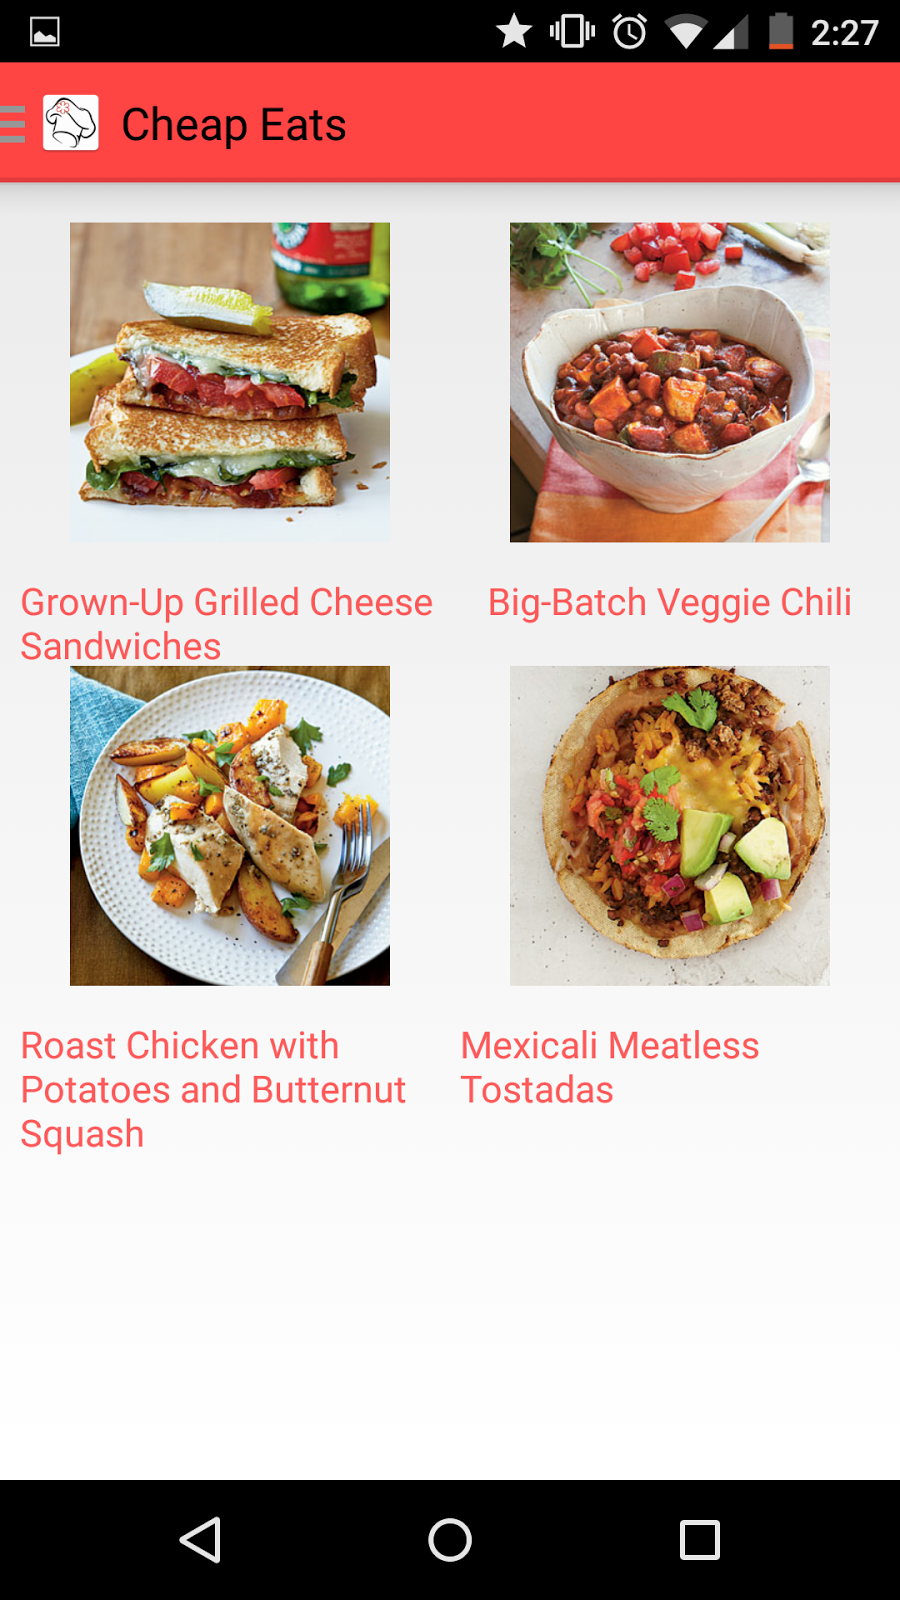 2:27
Cheap Eats
Grown-Up Grilled Cheese
Sandwiches
Big-Batch Veggie Chili
Roast Chicken with
Potatoes and Butternut
Squash
Mexicali Meatless
Tostadas